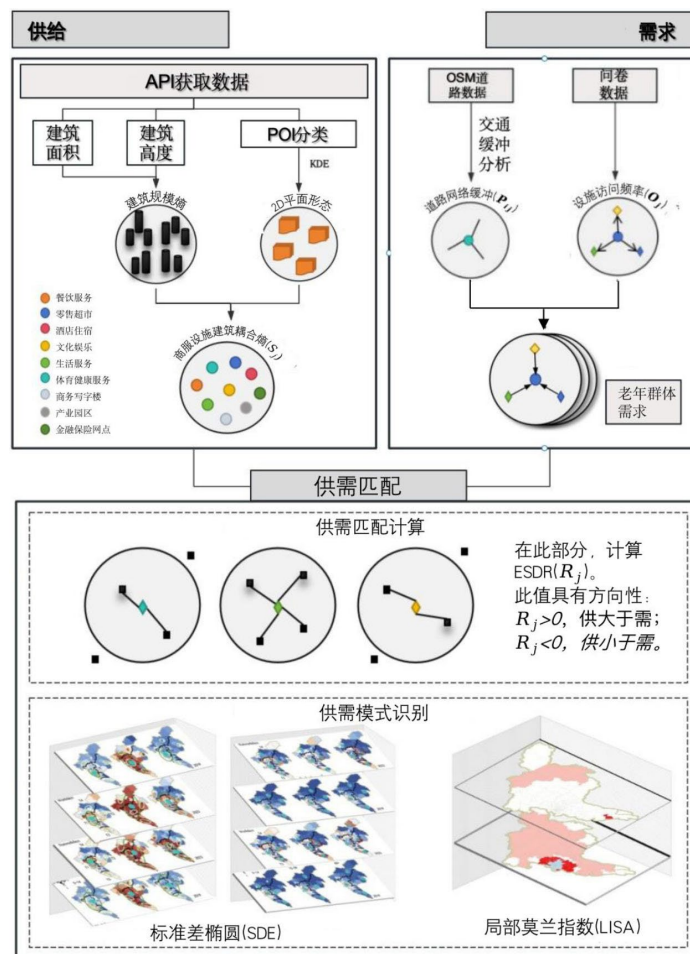 供给
需求
API获取数据
建筑
面积
建筑
高度
POI分类
KDE
建筑规模熵
2D平面形态
餐饮服务
零售超市
酒店住宿
文化娱乐
生活服务
体育健康服务
商务写字楼
产业园区
金融保险网点
商服设施建筑耦合熵(Sj)
OSM道
路数据
问卷
数据
交通
缓冲
分析
道路网络缓冲(Pij)
设施访问频率(Oj)
老年群体
需求
供需匹配
供需匹配计算
在此部分，计算
ESDR(Rj)。
此值具有方向性：
Rj>0，供大于需；
Rj<0，供小于需。
供需模式识别
标准差椭圆(SDE)
局部莫兰指数(LISA)